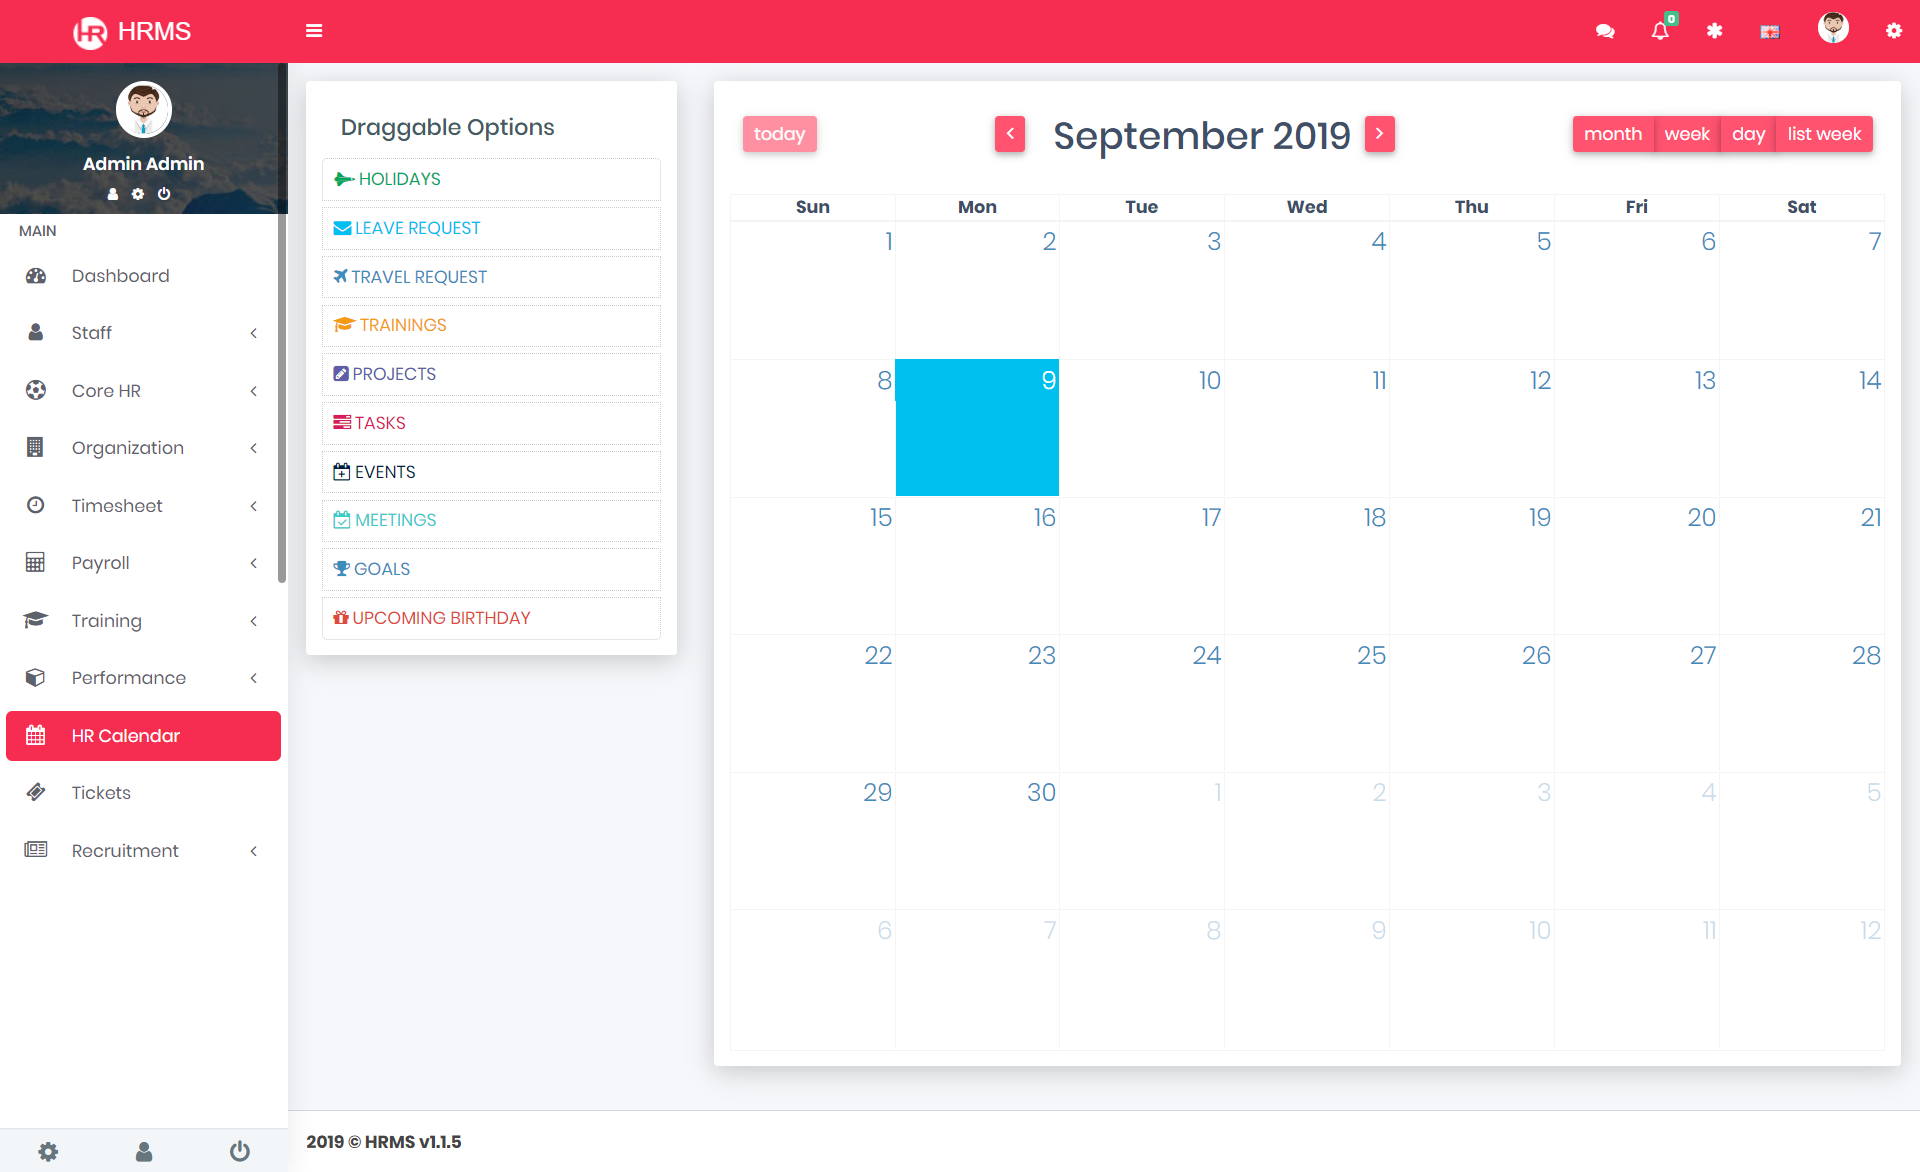 HR HRMS
0
Admin Admin
MAIN
Dashboard
Staff
Core HR
Organization
Timesheet
Payroll
Training
Performance
HR Calendar
Tickets
Recruitment
Draggable Options
HOLIDAYS
LEAVE REQUEST
TRAVEL REQUEST
TRAININGS
PROJECTS
TASKS
EVENTS
MEETINGS
GOALS
UPCOMING BIRTHDAY
today
September 2019
month week day list week
Sun Mon Tue Wed Thu Fri Sat
1 2 3 4 5 6 7
8 9 10 11 12 13 14
15 16 17 18 19 20 21
22 23 24 25 26 27 28
29 30 1 2 3 4 5
6 7 8 9 10 11 12
2019 © HRMS v1.1.5